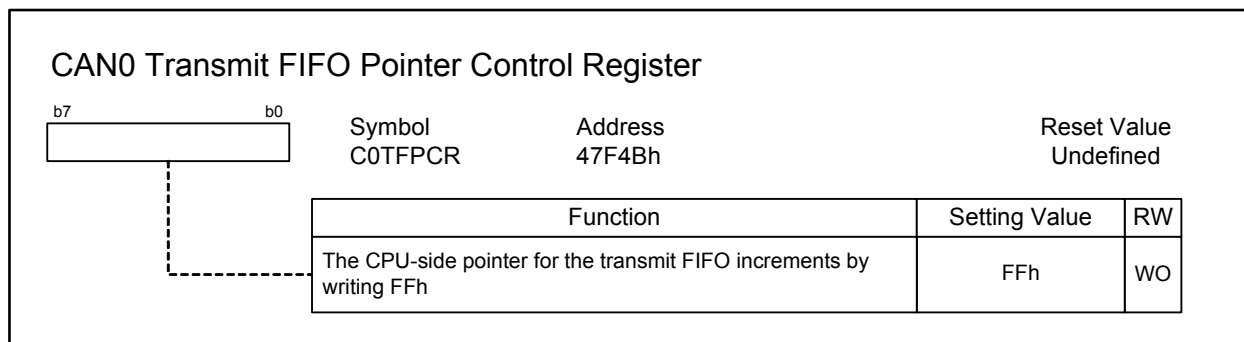 CAN0 Transmit FIFO Pointer Control Register
b7 b0
Symbol Address Reset Value
C0TFPCR 47F4Bh Undefined
Function Setting Value RW
The CPU-side pointer for the transmit FIFO increments by
writing FFh
FFh WO